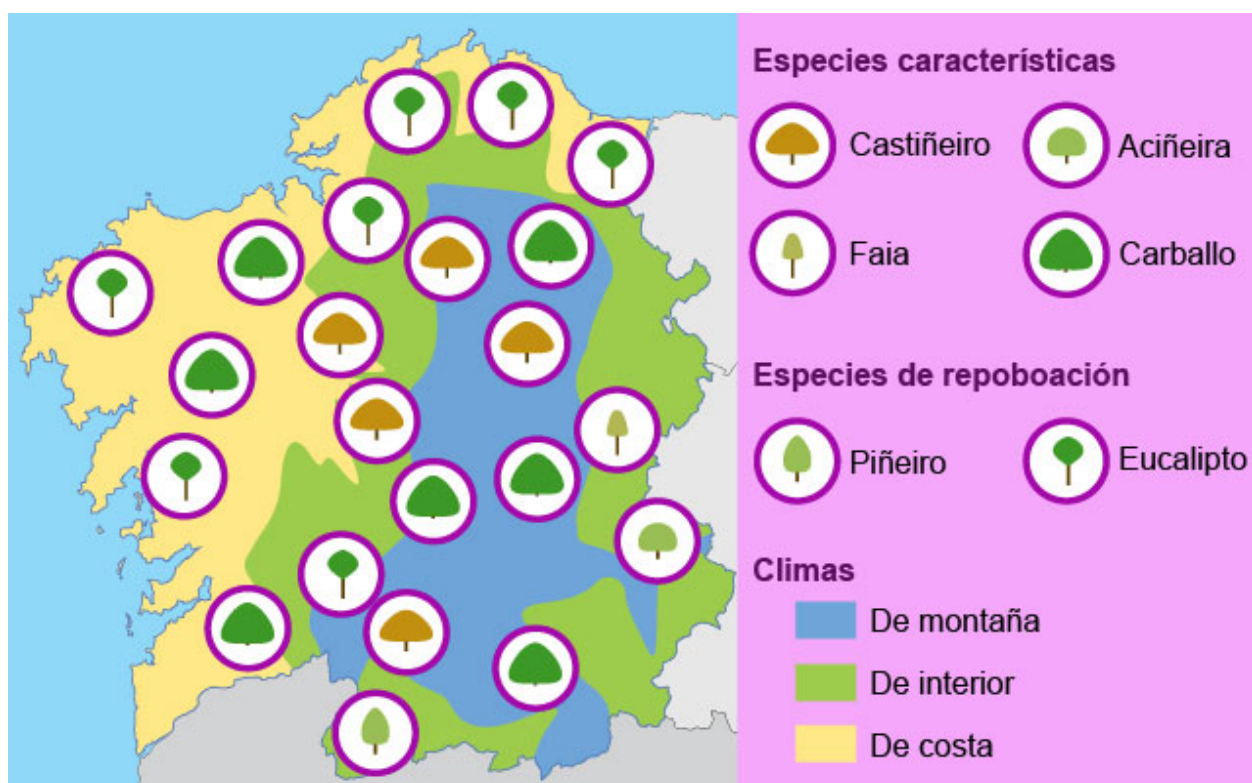 Especies características
Castiñeiro
Aciñeira
Faia
Carballo
Especies de repoboación
Piñeiro
Eucalipto
Climas
De montaña
De interior
De costa